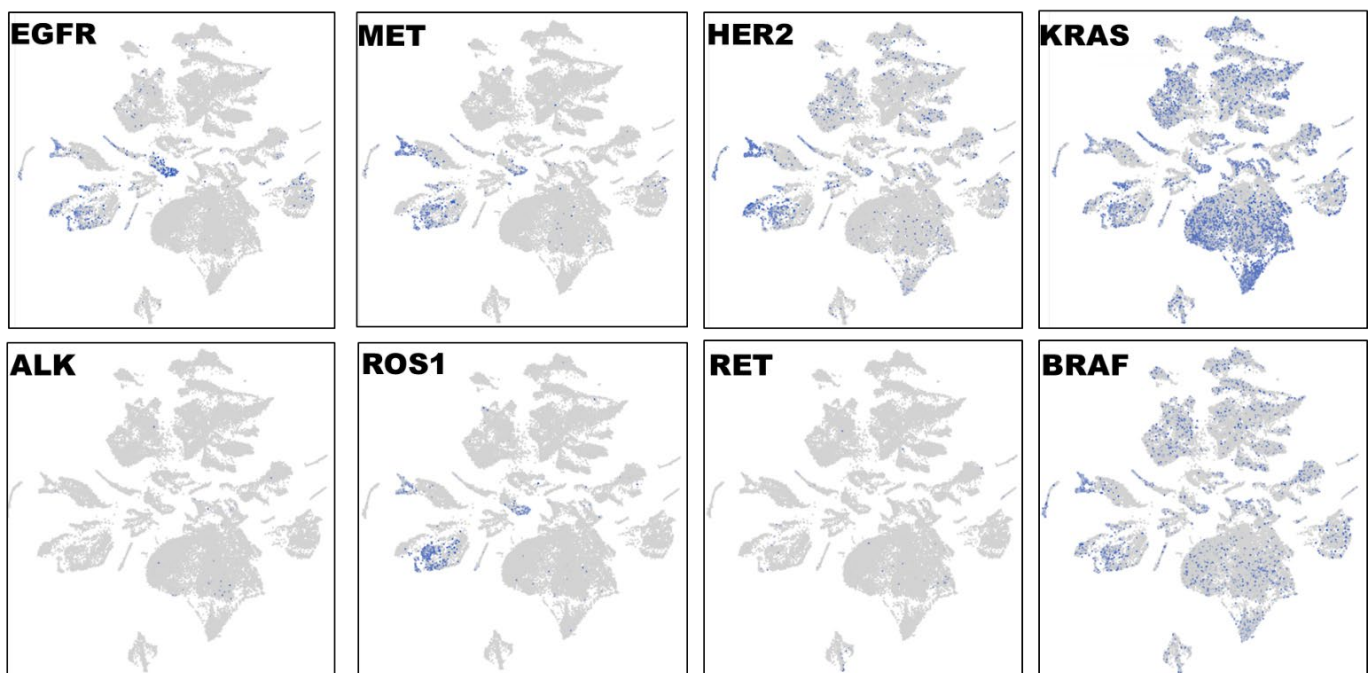 EGFR
MET
HER2
KRAS
ALK
ROS1
RET
BRAF